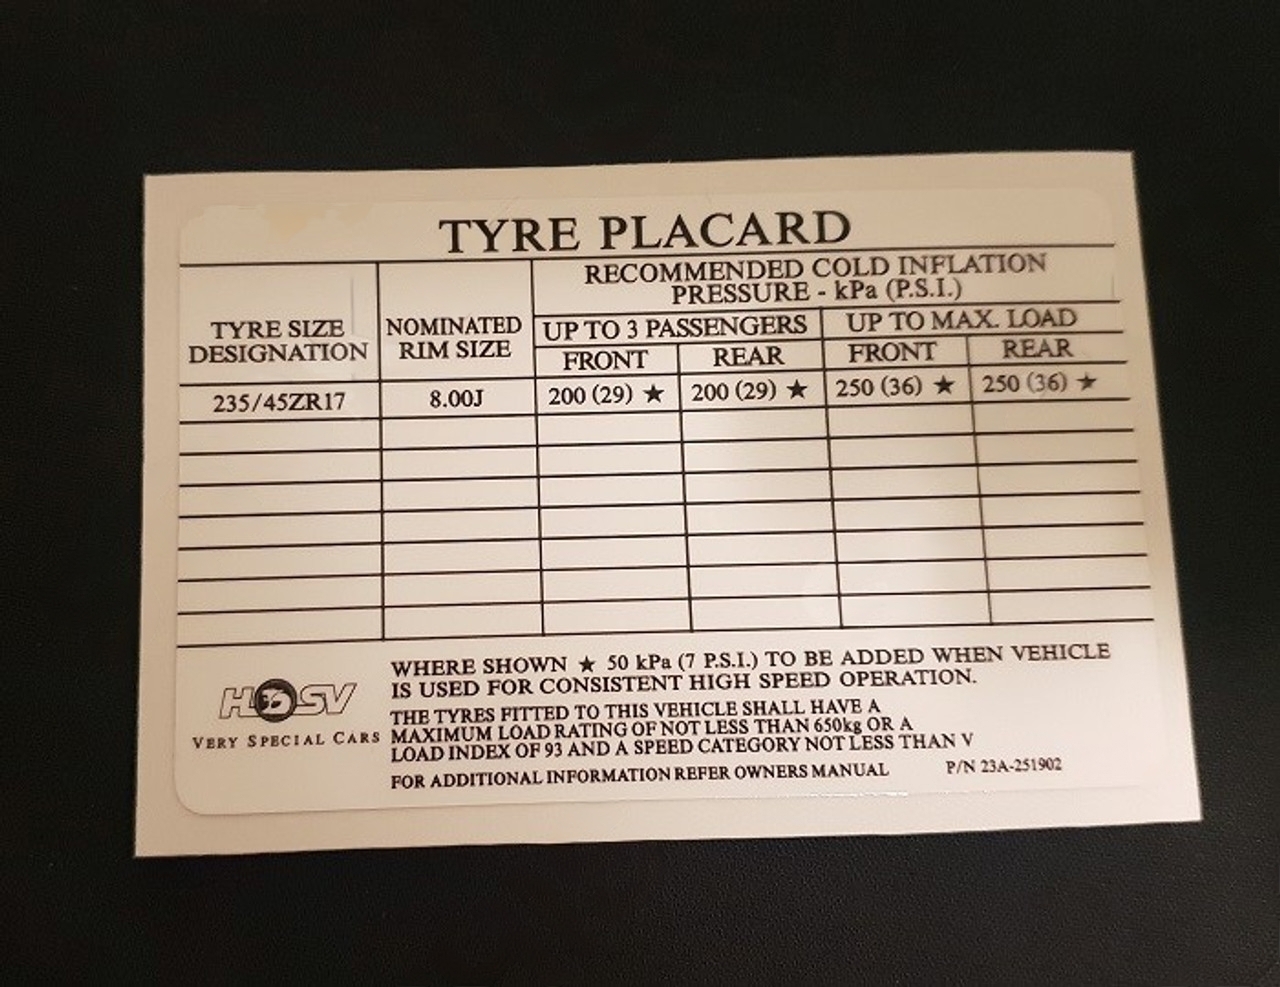 TYRE PLACARD
RECOMMENDED COLD INFLATION
PRESSURE - kPa (P.S.I.)
TYRE SIZE
DESIGNATION
NOMINATED
RIM SIZE
UP TO 3 PASSENGERS
UP TO MAX. LOAD
FRONT REAR FRONT REAR
235/45ZR17 8.00J 200 (29) ★ 200 (29) ★ 250 (36) ★ 250 (36) ★
WHERE SHOWN ★ 50 kPa (7 P.S.I.) TO BE ADDED WHEN VEHICLE
IS USED FOR CONSISTENT HIGH SPEED OPERATION.
HSV
VERY SPECIAL CARS
THE TYRES FITTED TO THIS VEHICLE SHALL HAVE A
MAXIMUM LOAD RATING OF NOT LESS THAN 650kg OR A
LOAD INDEX OF 93 AND A SPEED CATEGORY NOT LESS THAN V
FOR ADDITIONAL INFORMATION REFER OWNERS MANUAL P/N 23A-251902